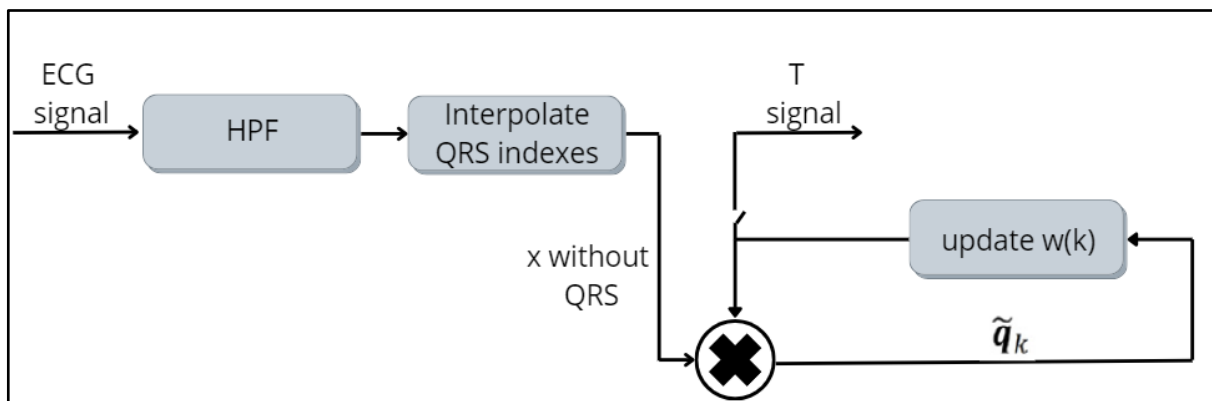 ECG
signal
HPF
Interpolate
QRS indexes
T
signal
x without
QRS
update w(k)
q̃ₖ